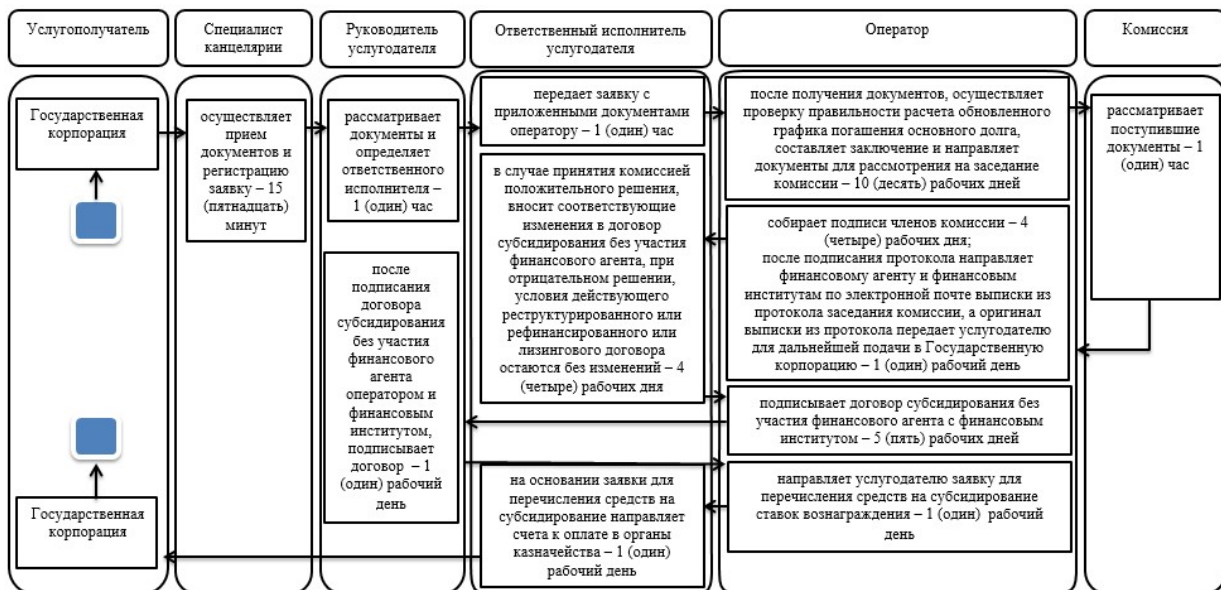 Услугополучатель
Специалист
канцелярии
Руководитель
услугодателя
Ответственный исполнитель
услугодателя
Оператор
Комиссия
Государственная
корпорация
осуществляет
прием
документов и
регистрацию
заявку – 15
(пятнадцать)
минут
рассматривает
документы и
определяет
ответственного
исполнителя –
1 (один) час
передает заявку с
приложенными документами
оператору – 1 (один) час
после получения документов, осуществляет
проверку правильности расчета обновленного
графика погашения основного долга,
составляет заключение и направляет
документы для рассмотрения на заседание
комиссии – 10 (десять) рабочих дней
рассматривает
поступившие
документы – 1
(один) час
собирает подписи членов комиссии – 4
(четыре) рабочих дня;
после подписания протокола направляет
финансовому агенту и финансовым
институтам по электронной почте выписки из
протокола заседания комиссии, а оригинал
выписки из протокола передает услугодателю
для дальнейшей подачи в Государственную
корпорацию – 1 (один) рабочий день
в случае принятия комиссией
положительного решения,
вносит соответствующие
изменения в договор
субсидирования без участия
финансового агента, при
отрицательном решении,
условия действующего
реструктурированного или
рефинансированного или
лизингового договора
остаются без изменений – 4
(четыре) рабочих дня
подписывает договор субсидирования без
участия финансового агента с финансовым
институтом – 5 (пять) рабочих дней
после
подписания
договора
субсидирования
без участия
финансового
агента
оператором и
финансовым
институтом,
подписывает
договор – 1
(один) рабочий
день
направляет услугодателю заявку для
перечисления средств на субсидирование
ставок вознаграждения – 1 (один) рабочий
день
на основании заявки для
перечисления средств на
субсидирование направляет
счета к оплате в органы
казначейства – 1 (один)
рабочий день
Государственная
корпорация